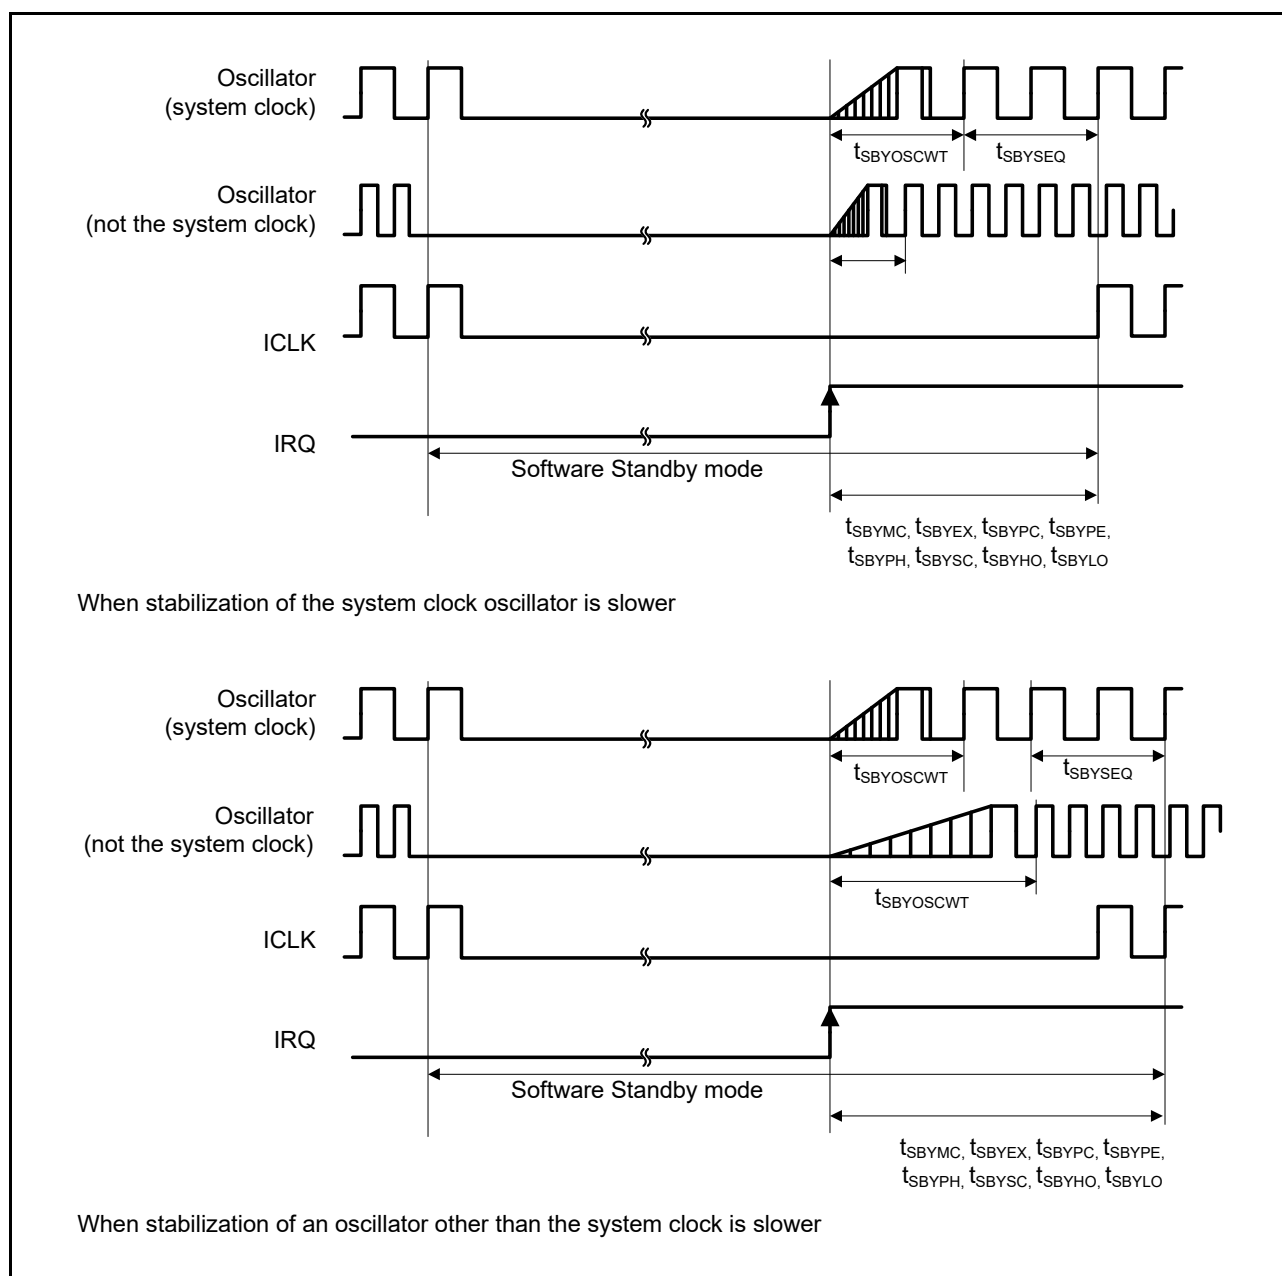 Oscillator
(system clock)
tSBYOSCWT
tSBYSEQ
Oscillator
(not the system clock)
ICLK
IRQ
Software Standby mode
tSBYMC, tSBYEX, tSBYPC, tSBYPE,
tSBYPH, tSBYSC, tSBYHO, tSBYLO
When stabilization of the system clock oscillator is slower
Oscillator
(system clock)
tSBYOSCWT
tSBYSEQ
Oscillator
(not the system clock)
tSBYOSCWT
ICLK
IRQ
Software Standby mode
tSBYMC, tSBYEX, tSBYPC, tSBYPE,
tSBYPH, tSBYSC, tSBYHO, tSBYLO
When stabilization of an oscillator other than the system clock is slower